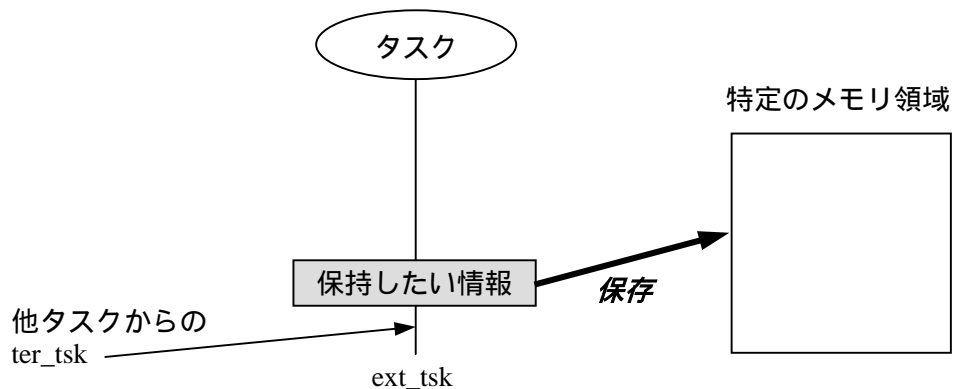 タスク
特定のメモリ領域
保持したい情報
保存
他タスクからの
ter_tsk
ext_tsk